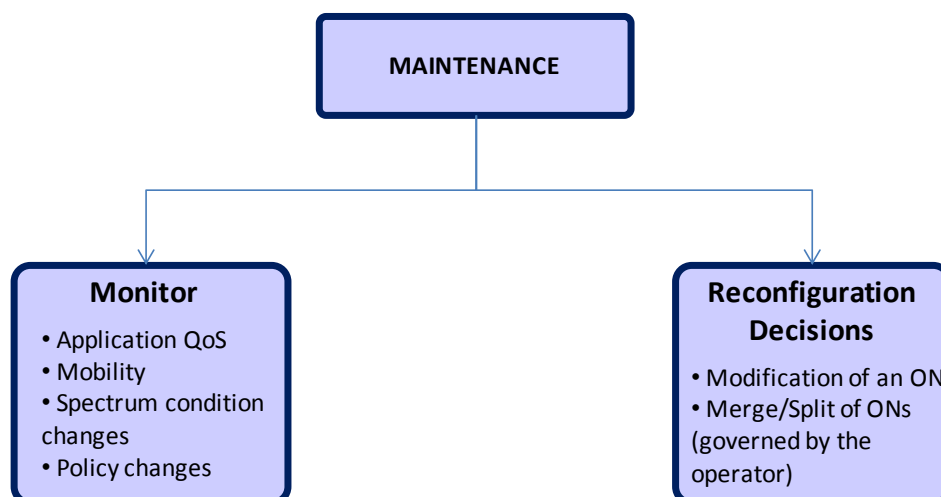 MAINTENANCE
Monitor
• Application QoS
• Mobility
• Spectrum condition
changes
• Policy changes
Reconfiguration
Decisions
• Modification of an ON
• Merge/Split of ONs
(governed by the
operator)